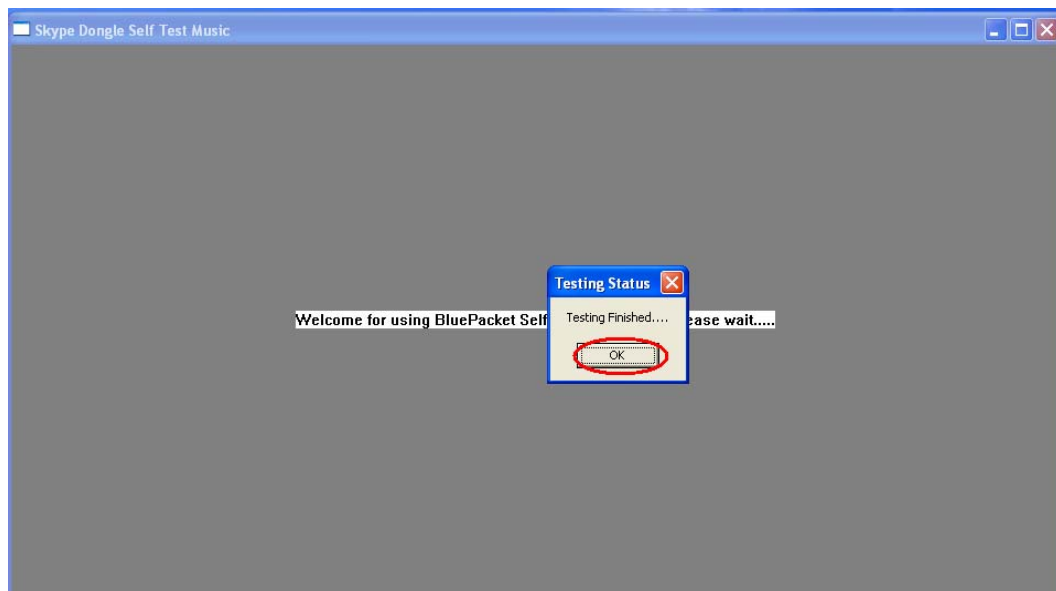 Skype Dongle Self Test Music
Testing Status
Testing Finished....
Welcome for using BluePacket Self ease wait.....
OK